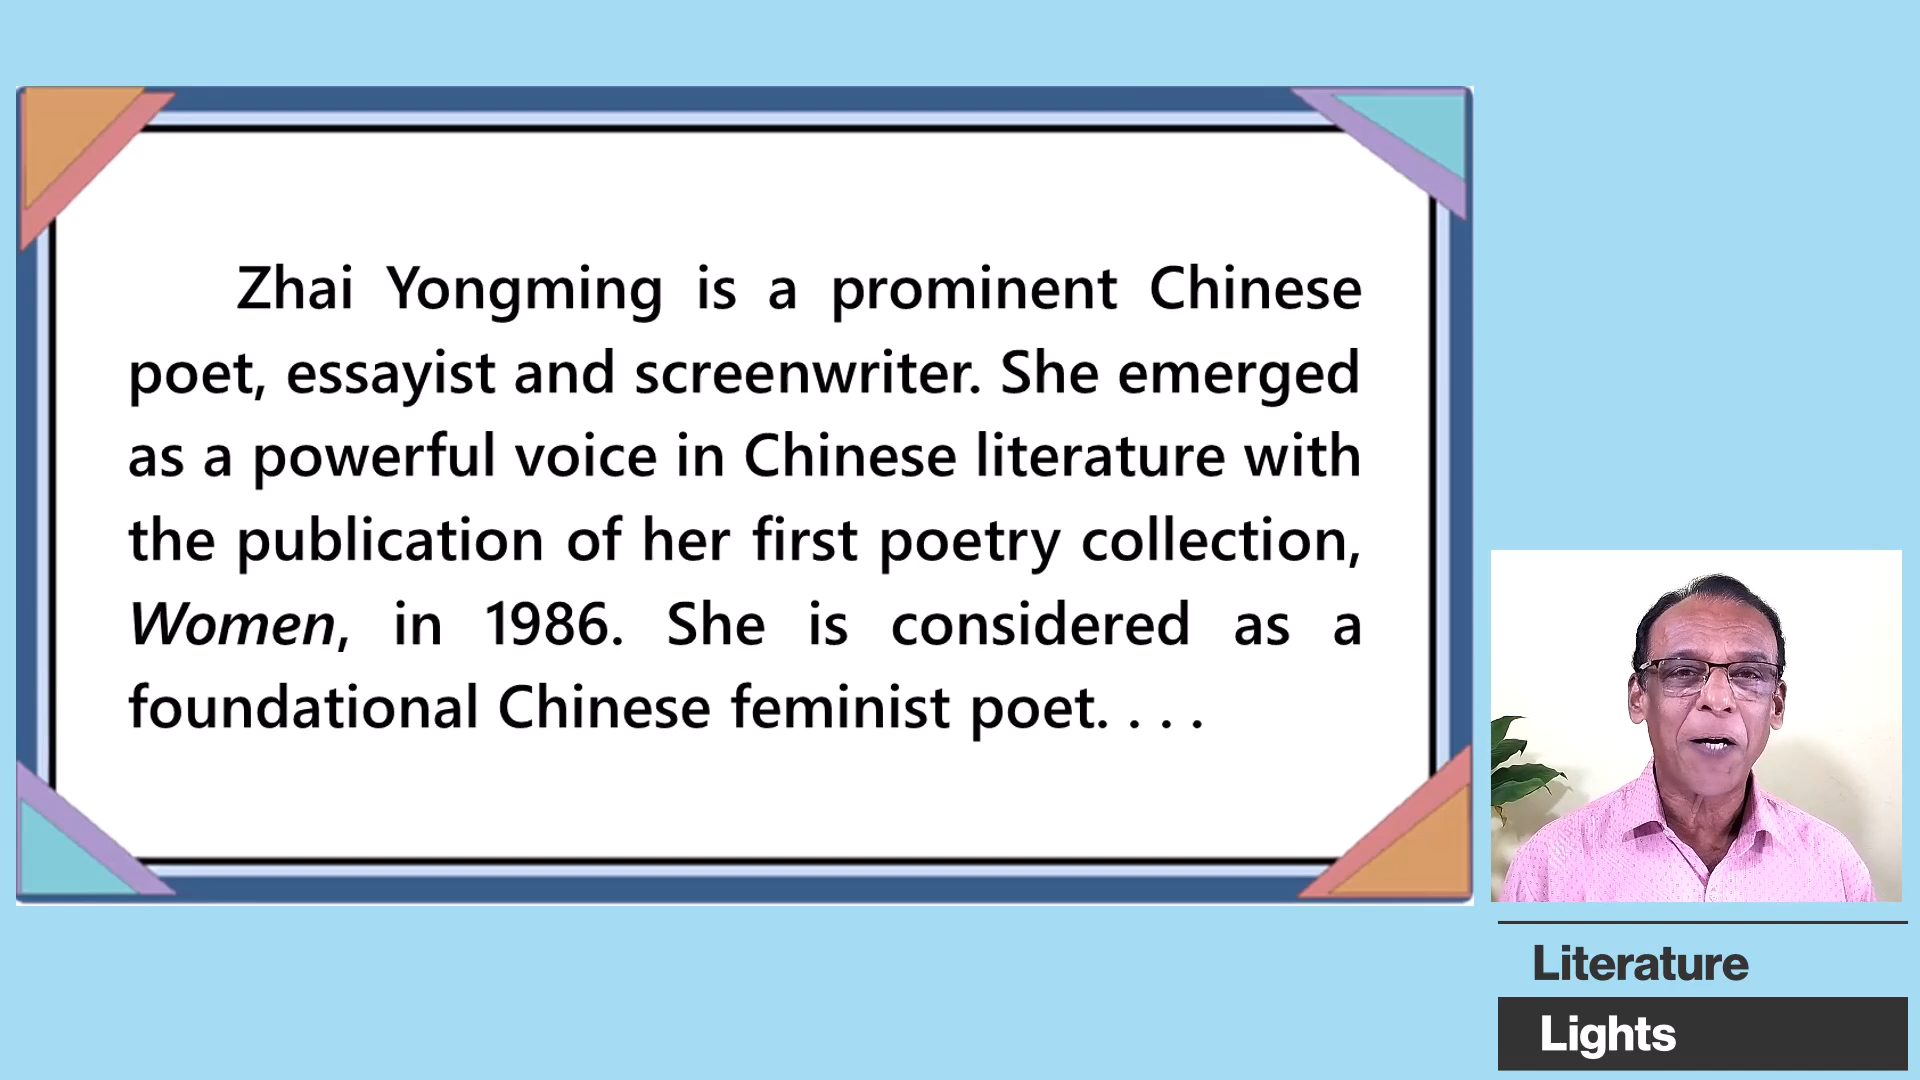 Zhai Yongming is a prominent Chinese
poet, essayist and screenwriter. She emerged
as a powerful voice in Chinese literature with
the publication of her first poetry collection,
Women, in 1986. She is considered as a
foundational Chinese feminist poet. . . .
Literature
Lights